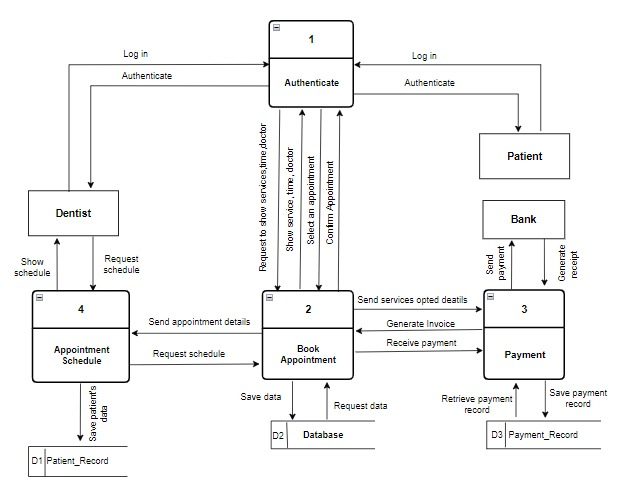 1
Authenticate
Log in
Authenticate
Log in
Authenticate
Patient
Dentist
Bank
Request to show services,time,doctor
Show service, time, doctor
Select an appointment
Confirm Appointment
Show
schedule
Request
schedule
Send
payment
Generate
receipt
4
Appointment
Schedule
Send appointment details
Request schedule
2
Book
Appointment
Send services opted deatils
Generate Invoice
Receive payment
3
Payment
Save patient's
data
Save data
Request data
Retrieve payment
record
Save payment
record
D1 Patient_Record
D2 Database
D3 Payment_Record